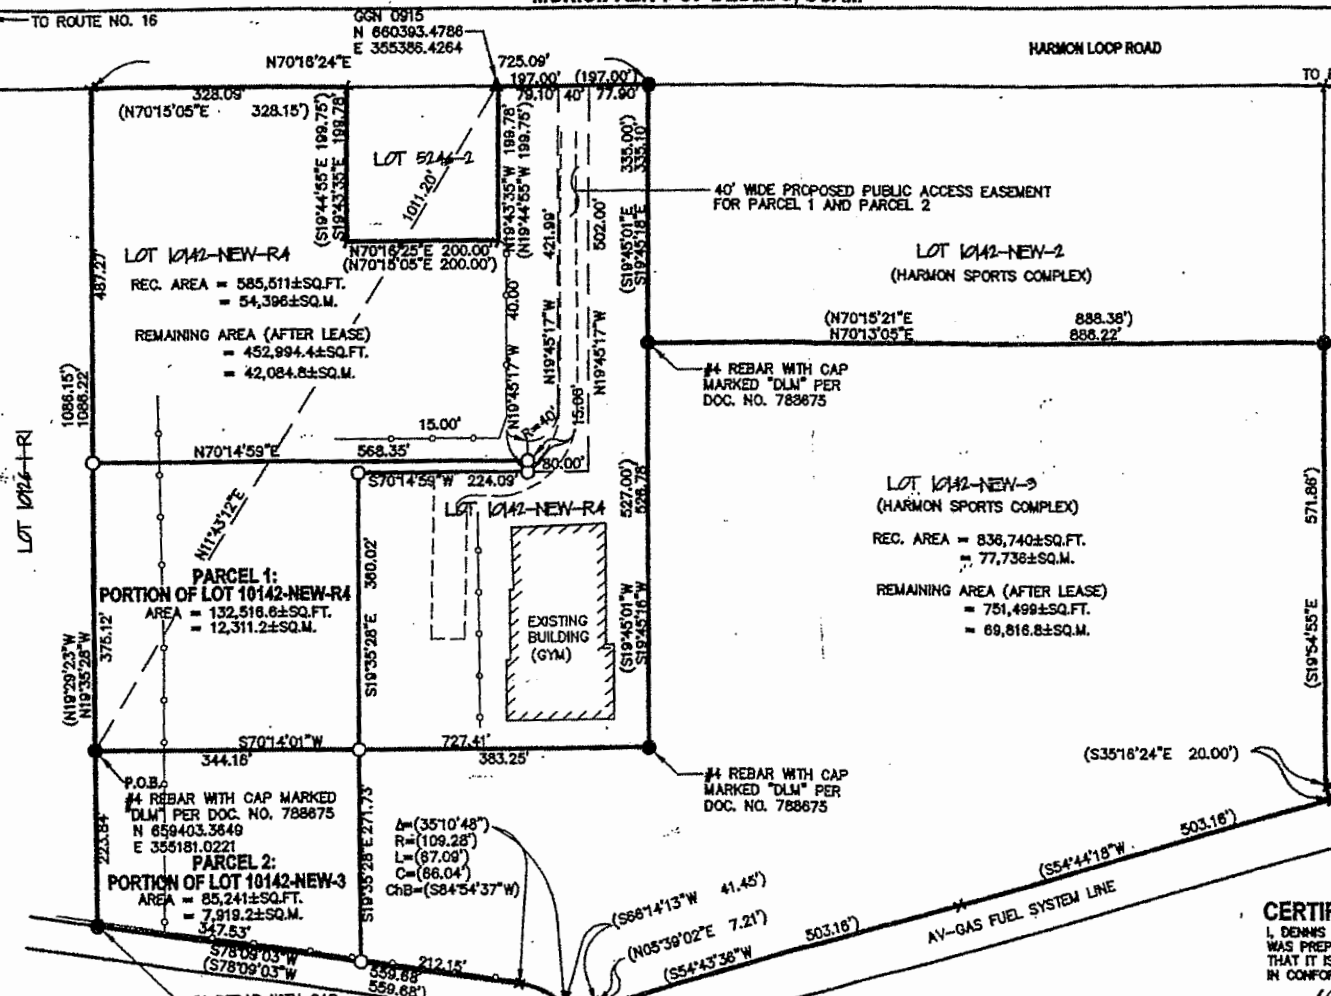 TO ROUTE NO. 16
GGN 0915
N 660393.4786
E 355386.4264
HARMON LOOP ROAD
N70°16'24"E
725.09'
197.00'
(197.00')
328.09'
79.10'
40'
77.90'
(N70°15'05"E 328.15')
(S19°44'55"E 199.75')
S19°43'35"E 199.78'
LOT 5246-2
1011.20'
N19°43'35"W 199.78'
(N19°44'55"W 199.75')
335.00')
335.10'
(S19°45'01"E
S19°45'18"E
40' WIDE PROPOSED PUBLIC ACCESS EASEMENT
FOR PARCEL 1 AND PARCEL 2
421.99'
502.00'
N70°16'25"E 200.00'
(N70°15'05"E 200.00')
LOT 10142-NEW-R4
REC. AREA = 585,511±SQ.FT.
= 54,396±SQ.M.
REMAINING AREA (AFTER LEASE)
= 452,994.4±SQ.FT.
= 42,084.8±SQ.M.
487.27'
40.00'
N19°45'17"W
N19°45'17"W
N19°45'17"W
LOT 10142-NEW-2
(HARMON SPORTS COMPLEX)
(N70°15'21"E 888.38')
N70°13'05"E 888.22'
#4 REBAR WITH CAP
MARKED "DLM" PER
DOC. NO. 788675
1086.15')
1086.22'
15.00'
R=40'
15.08'
N70°14'59"E
568.35'
80.00'
S70°14'59"W 224.09'
LOT 10126-1-R1
LOT 10142-NEW-R4
527.00')
526.78'
LOT 10142-NEW-3
(HARMON SPORTS COMPLEX)
REC. AREA = 836,740±SQ.FT.
= 77,736±SQ.M.
REMAINING AREA (AFTER LEASE)
= 751,499±SQ.FT.
= 69,816.8±SQ.M.
571.86'
(S19°54'55"E
N11°43'12"E
PARCEL 1:
PORTION OF LOT 10142-NEW-R4
AREA = 132,516.6±SQ.FT.
= 12,311.2±SQ.M.
380.02'
S19°35'28"E
375.12'
(N19°29'23"W
N19°35'28"W
EXISTING
BUILDING
(GYM)
(S19°45'01"W
S19°45'16"W
S70°14'01"W
727.41'
344.16'
383.25'
P.O.B.
#4 REBAR WITH CAP MARKED
"DLM" PER DOC. NO. 788675
N 659403.3649
E 355181.0221
#4 REBAR WITH CAP
MARKED "DLM" PER
DOC. NO. 788675
(S35°16'24"E 20.00')
223.84'
S19°35'28"E 271.73'
PARCEL 2:
PORTION OF LOT 10142-NEW-3
AREA = 85,241±SQ.FT.
= 7,919.2±SQ.M.
Δ=(35°10'48")
R=(109.28')
L=(67.09')
C=(66.04')
ChB=(S84°54'37"W)
503.16')
(S54°44'18"W
AV-GAS FUEL SYSTEM LINE
(S66°14'13"W 41.45')
(N05°39'02"E 7.21')
503.16')
(S54°43'36"W
347.53'
S78°09'03"W
(S78°09'03"W
212.15'
559.68'
559.68')
I, DENNIS
WAS PREP
THAT IT IS
IN CONFOR